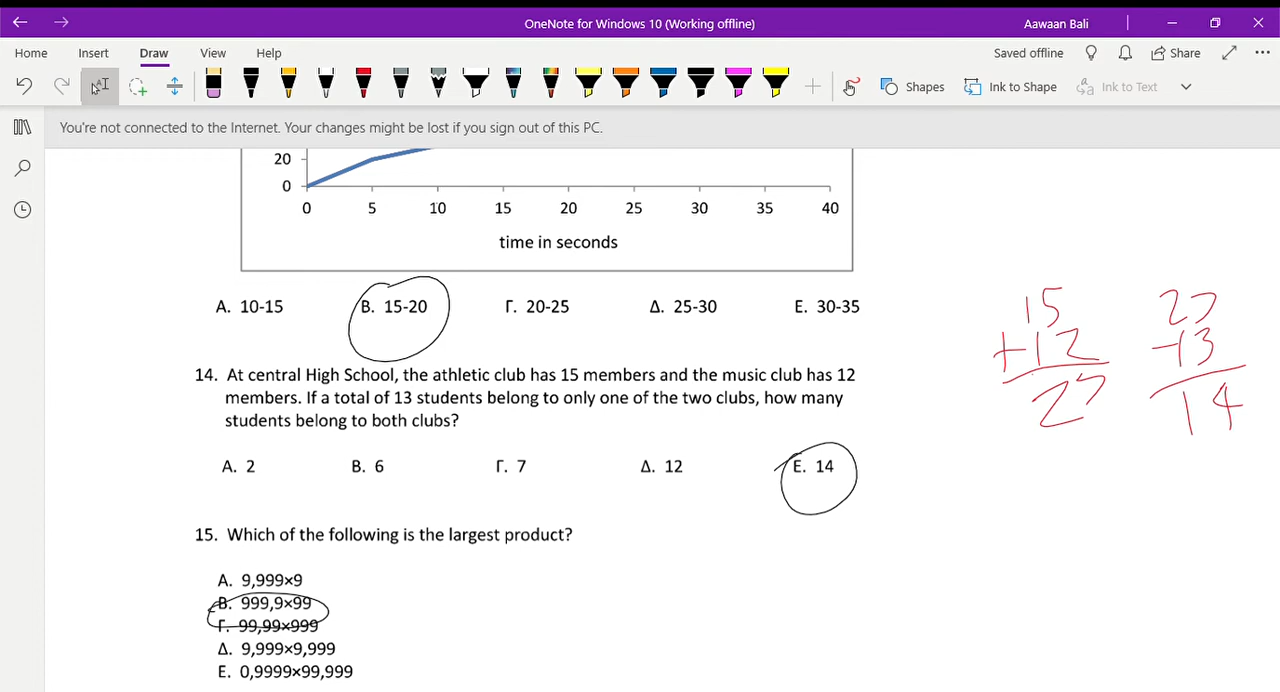 OneNote for Windows 10 (Working offline)
Aawaan Bali
Home Insert Draw View Help
Saved offline
Share
Shapes
Ink to Shape
Ink to Text
You're not connected to the Internet. Your changes might be lost if you sign out of this PC.
20
0
0 5 10 15 20 25 30 35 40
time in seconds
Α. 10-15 Β. 15-20 Γ. 20-25 Δ. 25-30 Ε. 30-35
14. At central High School, the athletic club has 15 members and the music club has 12
members. If a total of 13 students belong to only one of the two clubs, how many
students belong to both clubs?
Α. 2 Β. 6 Γ. 7 Δ. 12 Ε. 14
15. Which of the following is the largest product?
Α. 9,999×9
Β. 999,9×99
Γ. 99,99×999
Δ. 9,999×9,999
Ε. 0,9999×99,999
15
+12
27
27
-13
14